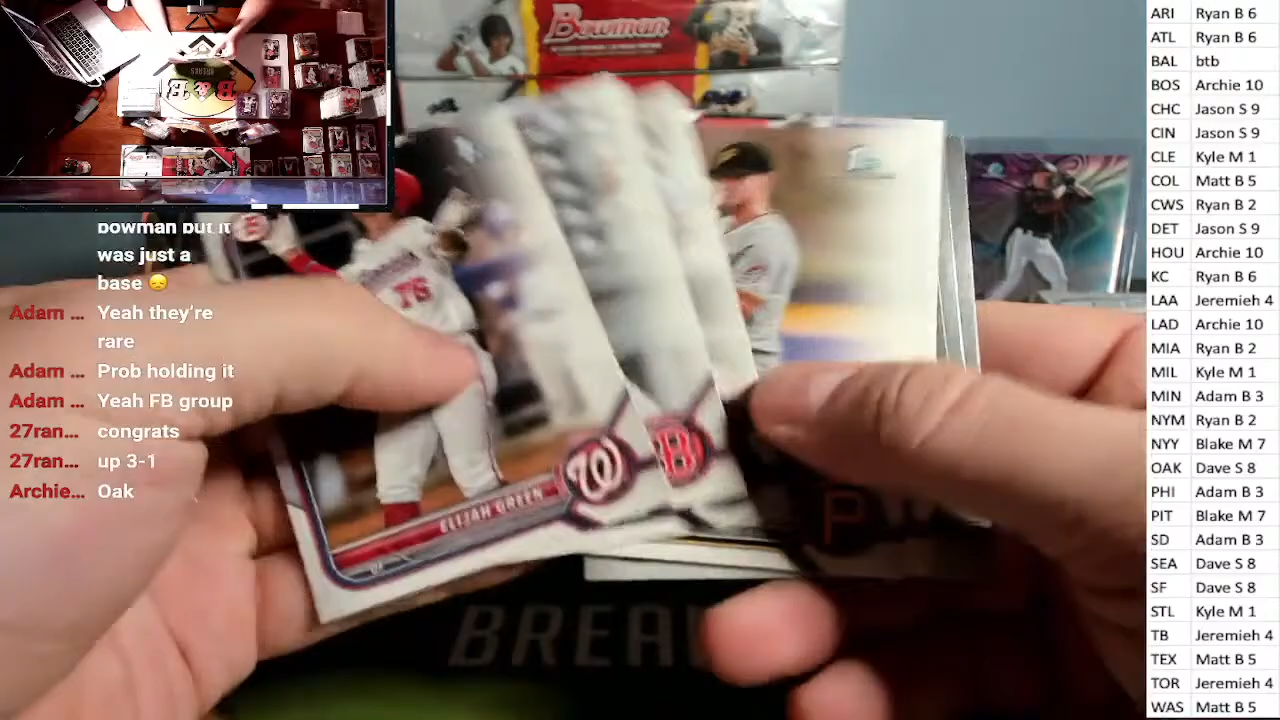 Bowman
bowman but it
was just a
base 😞
Adam ... Yeah they're
rare
Adam ... Prob holding it
Adam ... Yeah FB group
27ran... congrats
27ran... up 3-1
Archie... Oak
76
ELIJAH GREEN
W
B
P
BREA
ARI Ryan B 6
ATL Ryan B 6
BAL btb
BOS Archie 10
CHC Jason S 9
CIN Jason S 9
CLE Kyle M 1
COL Matt B 5
CWS Ryan B 2
DET Jason S 9
HOU Archie 10
KC Ryan B 6
LAA Jeremieh 4
LAD Archie 10
MIA Ryan B 2
MIL Kyle M 1
MIN Adam B 3
NYM Ryan B 2
NYY Blake M 7
OAK Dave S 8
PHI Adam B 3
PIT Blake M 7
SD Adam B 3
SEA Dave S 8
SF Dave S 8
STL Kyle M 1
TB Jeremieh 4
TEX Matt B 5
TOR Jeremieh 4
WAS Matt B 5